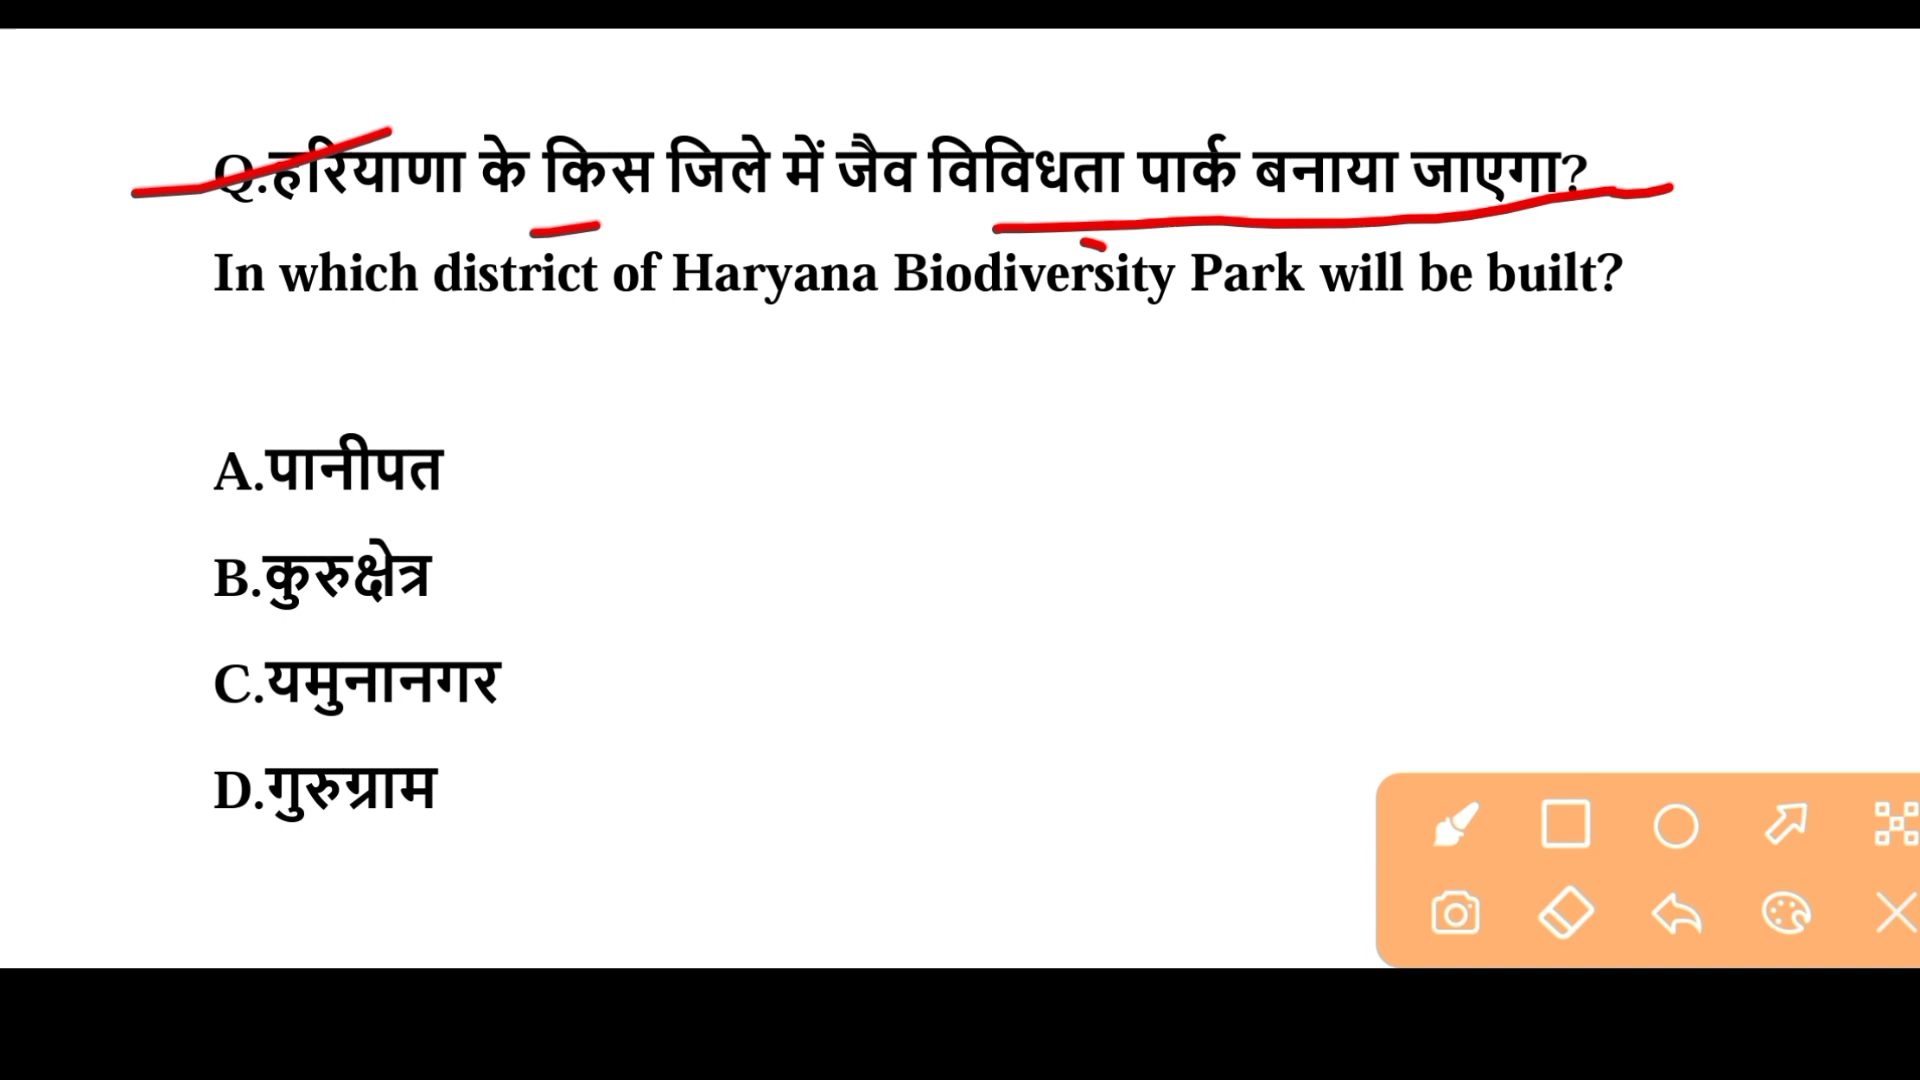 Q.हरियाणा के किस जिले में जैव विविधता पार्क बनाया जाएगा?
In which district of Haryana Biodiversity Park will be built?
A.पानीपत
B.कुरुक्षेत्र
C.यमुनानगर
D.गुरुग्राम